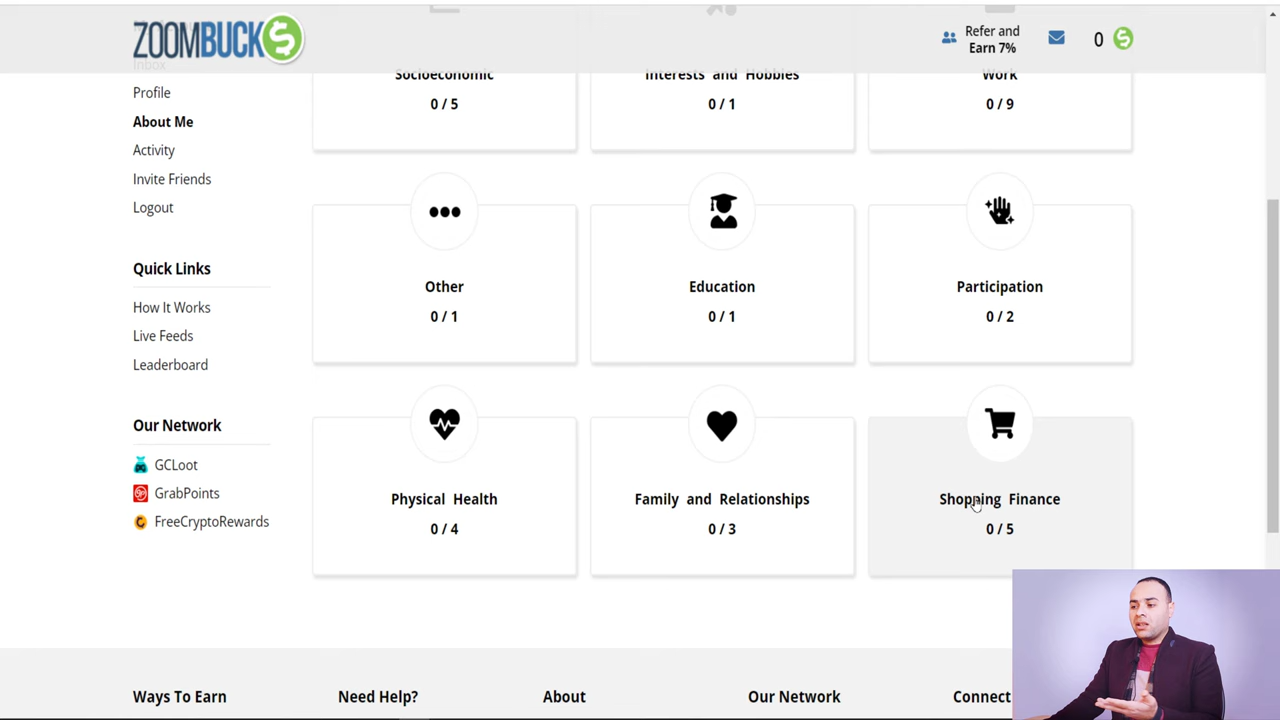 ZOOMBUCK$
Refer and
Earn 7%
0 $
Inbox
Profile
About Me
Activity
Invite Friends
Logout
Quick Links
How It Works
Live Feeds
Leaderboard
Our Network
GCLoot
GrabPoints
FreeCryptoRewards
Socioeconomic
0 / 5
Interests and Hobbies
0 / 1
Work
0 / 9
Other
0 / 1
Education
0 / 1
Participation
0 / 2
Physical Health
0 / 4
Family and Relationships
0 / 3
Shopping Finance
0 / 5
Ways To Earn
Need Help?
About
Our Network
Connect